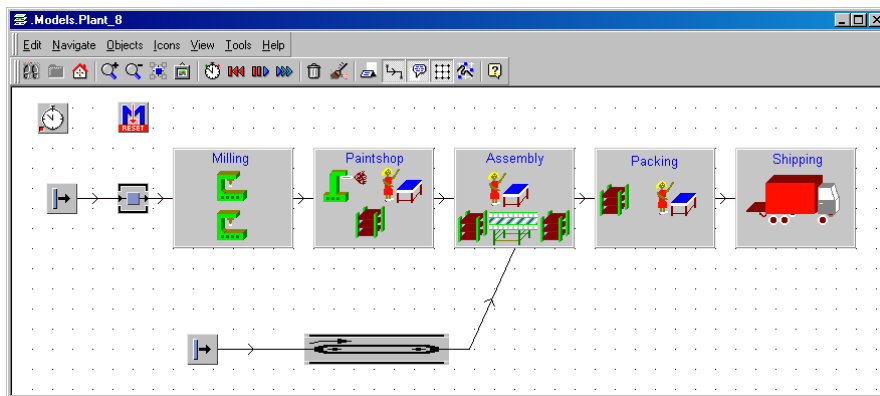 .Models.Plant_8
Edit Navigate Objects Icons View Tools Help
RESET
Milling
Paintshop
Assembly
Packing
Shipping